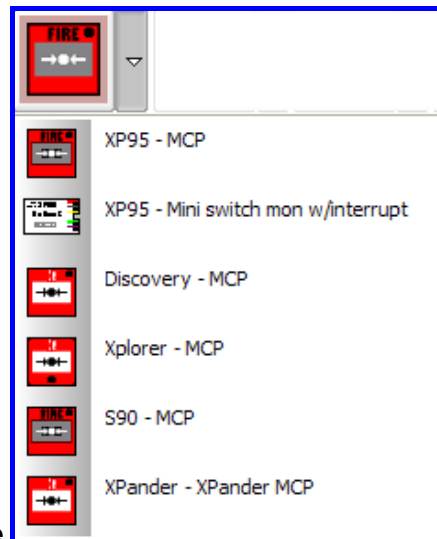 FIRE
XP95 - MCP
XP95 - Mini switch mon w/interrupt
Discovery - MCP
Xplorer - MCP
S90 - MCP
XPander - XPander MCP